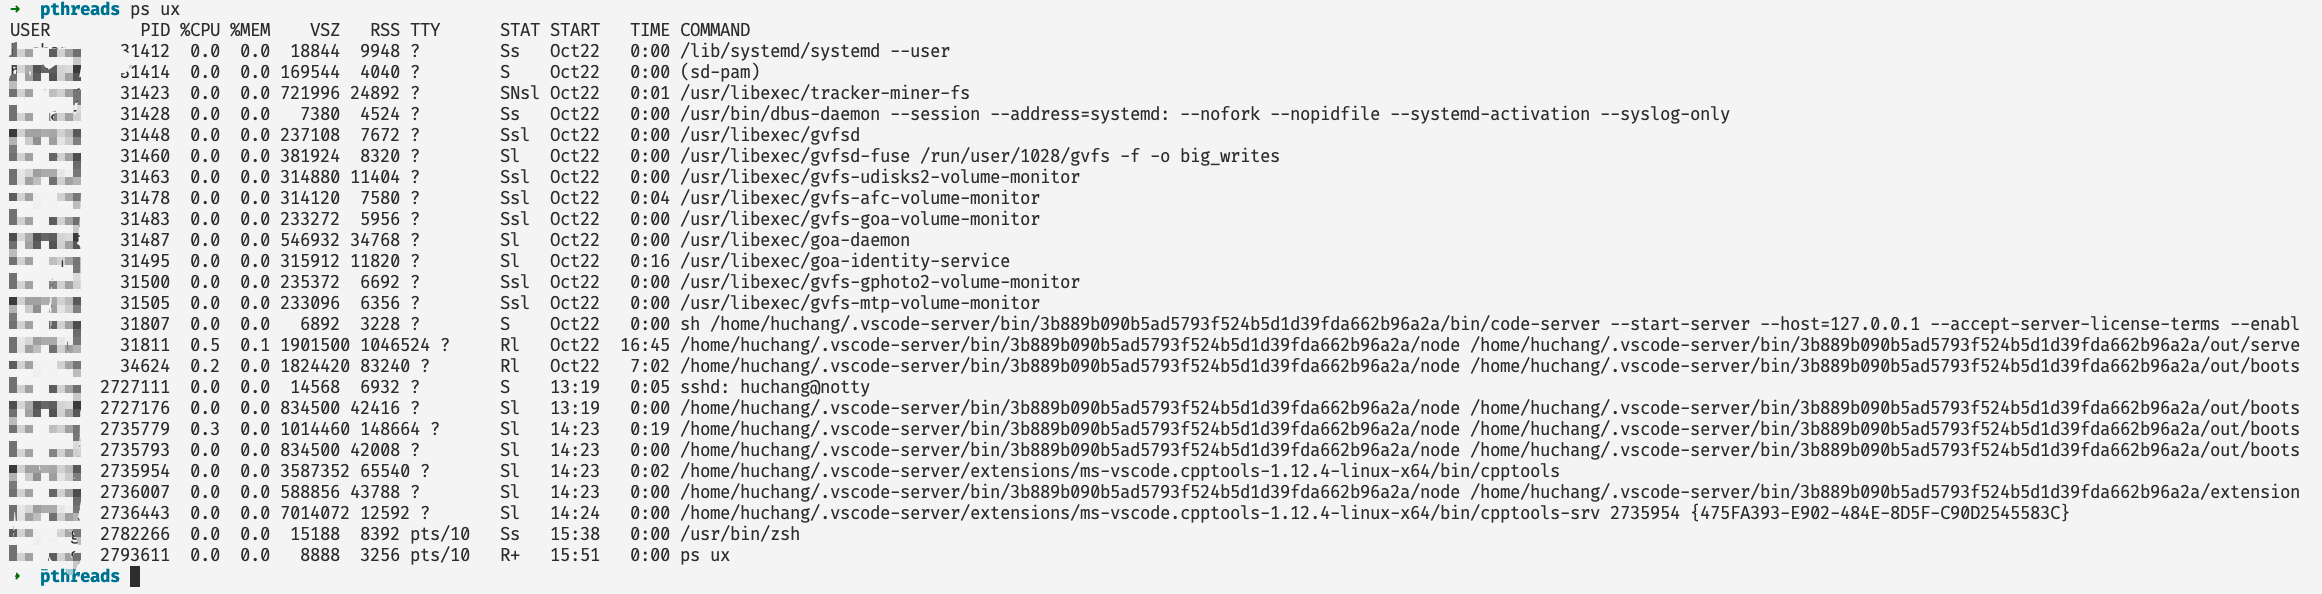 ➜ pthreads ps ux
USER PID %CPU %MEM VSZ RSS TTY STAT START TIME COMMAND
31412 0.0 0.0 18844 9948 ? Ss Oct22 0:00 /lib/systemd/systemd --user
31414 0.0 0.0 169544 4040 ? S Oct22 0:00 (sd-pam)
31423 0.0 0.0 721996 24892 ? SNsl Oct22 0:01 /usr/libexec/tracker-miner-fs
31428 0.0 0.0 7380 4524 ? Ss Oct22 0:00 /usr/bin/dbus-daemon --session --address=systemd: --nofork --nopidfile --systemd-activation --syslog-only
31448 0.0 0.0 237108 7672 ? Ssl Oct22 0:00 /usr/libexec/gvfsd
31460 0.0 0.0 381924 8320 ? Sl Oct22 0:00 /usr/libexec/gvfsd-fuse /run/user/1028/gvfs -f -o big_writes
31463 0.0 0.0 314880 11404 ? Ssl Oct22 0:00 /usr/libexec/gvfs-udisks2-volume-monitor
31478 0.0 0.0 314120 7580 ? Ssl Oct22 0:04 /usr/libexec/gvfs-afc-volume-monitor
31483 0.0 0.0 233272 5956 ? Ssl Oct22 0:00 /usr/libexec/gvfs-goa-volume-monitor
31487 0.0 0.0 546932 34768 ? Sl Oct22 0:00 /usr/libexec/goa-daemon
31495 0.0 0.0 315912 11820 ? Sl Oct22 0:16 /usr/libexec/goa-identity-service
31500 0.0 0.0 235372 6692 ? Ssl Oct22 0:00 /usr/libexec/gvfs-gphoto2-volume-monitor
31505 0.0 0.0 233096 6356 ? Ssl Oct22 0:00 /usr/libexec/gvfs-mtp-volume-monitor
31807 0.0 0.0 6892 3228 ? S Oct22 0:00 sh /home/huchang/.vscode-server/bin/3b889b090b5ad5793f524b5d1d39fda662b96a2a/bin/code-server --start-server --host=127.0.0.1 --accept-server-license-terms --enabl
31811 0.5 0.1 1901500 1046524 ? Rl Oct22 16:45 /home/huchang/.vscode-server/bin/3b889b090b5ad5793f524b5d1d39fda662b96a2a/node /home/huchang/.vscode-server/bin/3b889b090b5ad5793f524b5d1d39fda662b96a2a/out/serve
34624 0.2 0.0 1824420 83240 ? Rl Oct22 7:02 /home/huchang/.vscode-server/bin/3b889b090b5ad5793f524b5d1d39fda662b96a2a/node /home/huchang/.vscode-server/bin/3b889b090b5ad5793f524b5d1d39fda662b96a2a/out/boots
2727111 0.0 0.0 14568 6932 ? S 13:19 0:05 sshd: huchang@notty
2727176 0.0 0.0 834500 42416 ? Sl 13:19 0:00 /home/huchang/.vscode-server/bin/3b889b090b5ad5793f524b5d1d39fda662b96a2a/node /home/huchang/.vscode-server/bin/3b889b090b5ad5793f524b5d1d39fda662b96a2a/out/boots
2735779 0.3 0.0 1014460 148664 ? Sl 14:23 0:19 /home/huchang/.vscode-server/bin/3b889b090b5ad5793f524b5d1d39fda662b96a2a/node /home/huchang/.vscode-server/bin/3b889b090b5ad5793f524b5d1d39fda662b96a2a/out/boots
2735793 0.0 0.0 834500 42008 ? Sl 14:23 0:00 /home/huchang/.vscode-server/bin/3b889b090b5ad5793f524b5d1d39fda662b96a2a/node /home/huchang/.vscode-server/bin/3b889b090b5ad5793f524b5d1d39fda662b96a2a/out/boots
2735954 0.0 0.0 3587352 65540 ? Sl 14:23 0:02 /home/huchang/.vscode-server/extensions/ms-vscode.cpptools-1.12.4-linux-x64/bin/cpptools
2736007 0.0 0.0 588856 43788 ? Sl 14:23 0:00 /home/huchang/.vscode-server/bin/3b889b090b5ad5793f524b5d1d39fda662b96a2a/node /home/huchang/.vscode-server/bin/3b889b090b5ad5793f524b5d1d39fda662b96a2a/extension
2736443 0.0 0.0 7014072 12592 ? Sl 14:24 0:00 /home/huchang/.vscode-server/extensions/ms-vscode.cpptools-1.12.4-linux-x64/bin/cpptools-srv 2735954 {475FA393-E902-484E-8D5F-C90D2545583C}
2782266 0.0 0.0 15188 8392 pts/10 Ss 15:38 0:00 /usr/bin/zsh
2793611 0.0 0.0 8888 3256 pts/10 R+ 15:51 0:00 ps ux
➜ pthreads